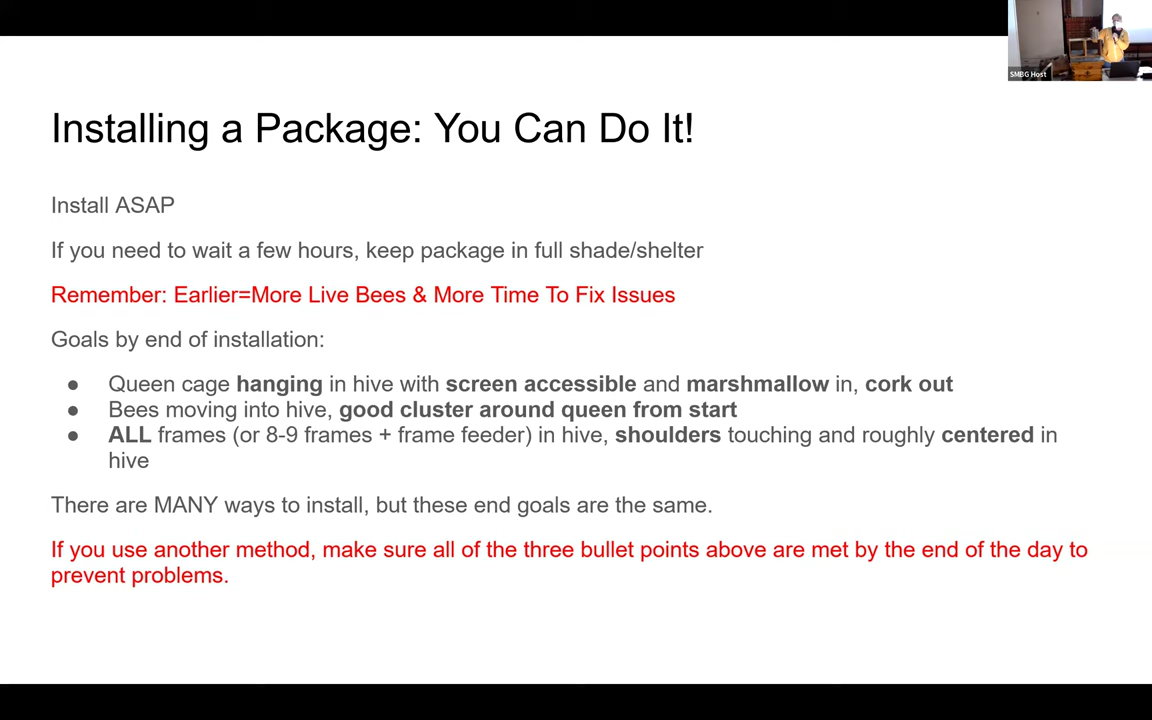 SMBG Host
Installing a Package: You Can Do It!
Install ASAP
If you need to wait a few hours, keep package in full shade/shelter
Remember: Earlier=More Live Bees & More Time To Fix Issues
Goals by end of installation:
● Queen cage hanging in hive with screen accessible and marshmallow in, cork out
● Bees moving into hive, good cluster around queen from start
● ALL frames (or 8-9 frames + frame feeder) in hive, shoulders touching and roughly centered in
hive
There are MANY ways to install, but these end goals are the same.
If you use another method, make sure all of the three bullet points above are met by the end of the day to
prevent problems.